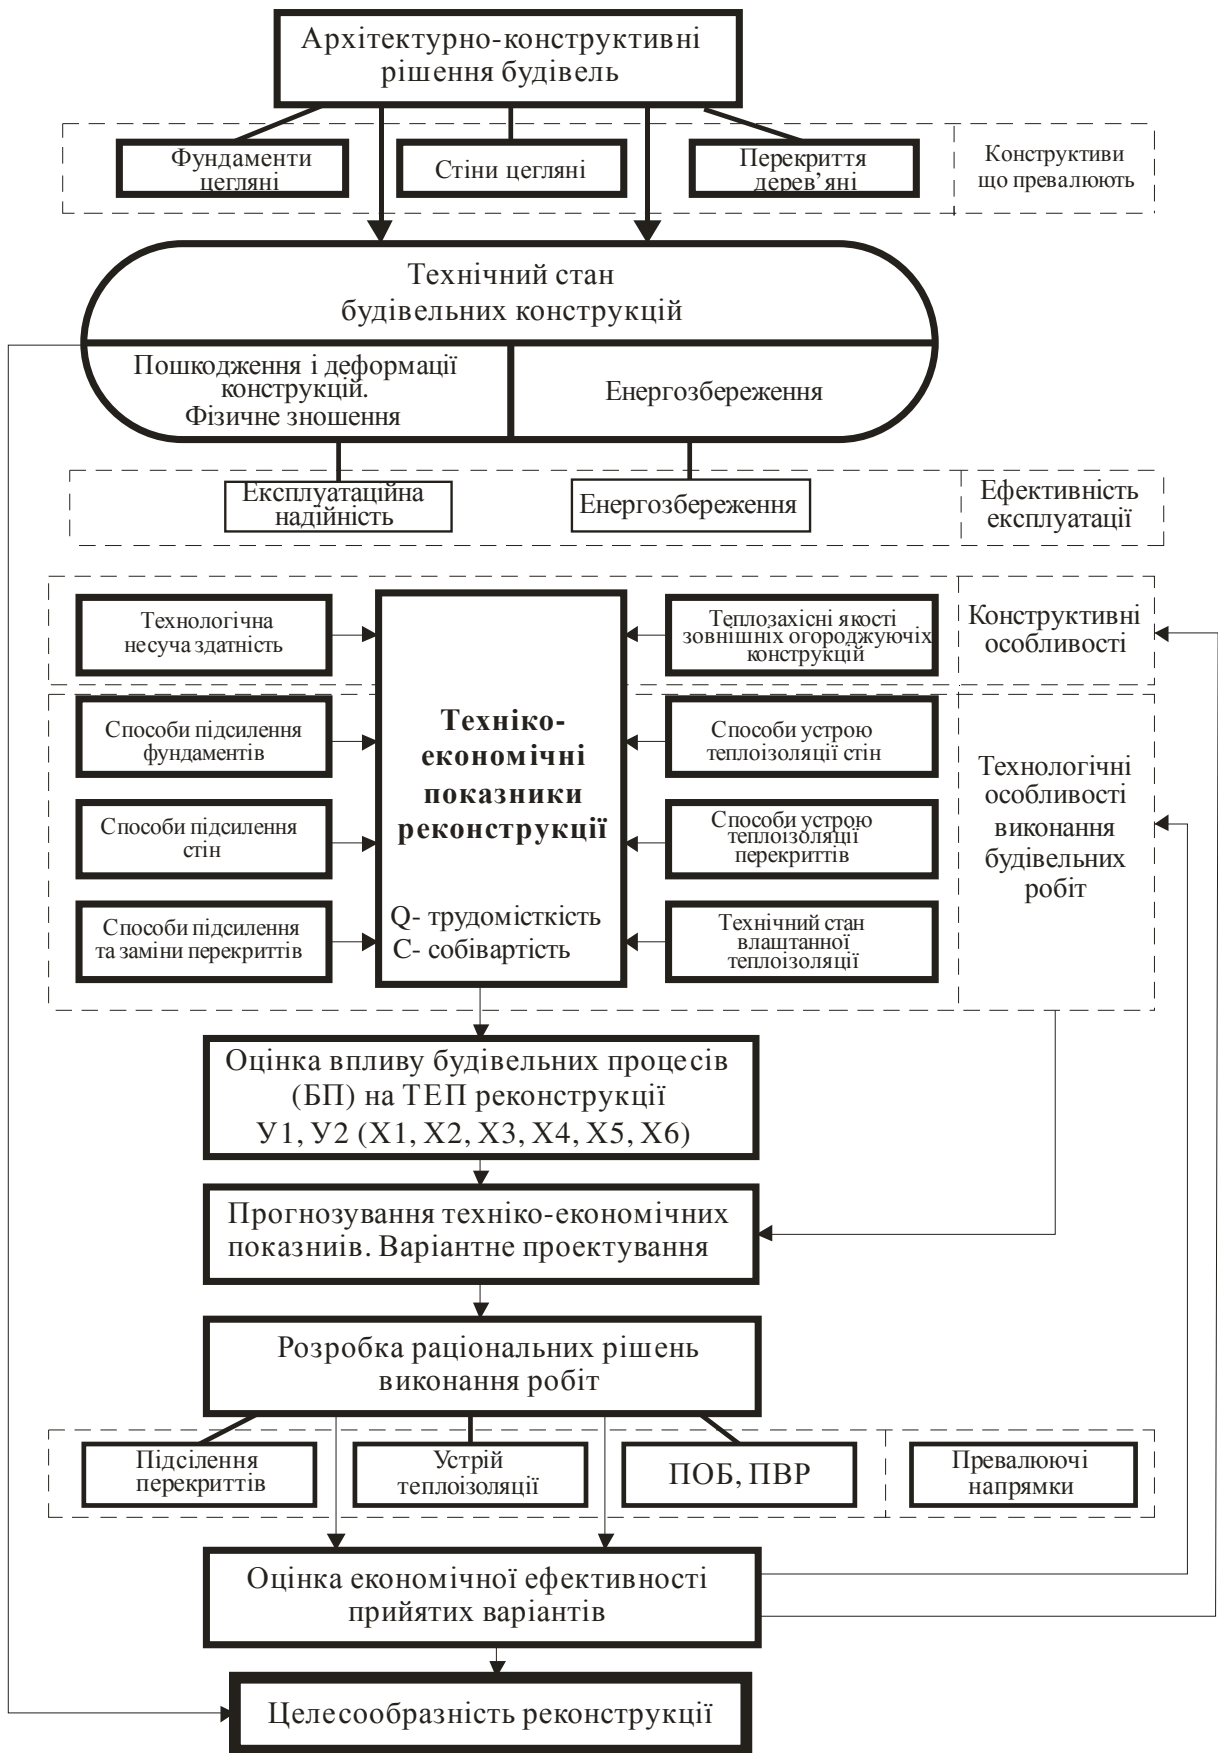 Архітектурно-конструктивні
рішення будівель
Фундаменти
цегляні
Стіни цегляні
Перекриття
дерев’яні
Конструктиви
що превалюють
Технічний стан
будівельних конструкцій
Пошкодження і деформації
конструкцій.
Фізичне зношення
Енергозбереження
Експлуатаційна
надійність
Енергозбереження
Ефективність
експлуатації
Технологічна
несуча здатність
Теплозахісні якості
зовнішніх огороджуючіх
конструкцій
Конструктивні
особливості
Способи підсилення
фундаментів
Способи підсилення
стін
Способи підсилення
та заміни перекриттів
Техніко-
економічні
показники
реконструкції
Q- трудомісткість
С- собівартість
Способи устрою
теплоізоляції стін
Способи устрою
теплоізоляції
перекриттів
Технічний стан
влаштанної
теплоізоляції
Технологічні
особливості
виконання
будівельних
робіт
Оцінка впливу будівельних процесів
(БП) на ТЕП реконструкції
У1, У2 (Х1, Х2, Х3, Х4, Х5, Х6)
Прогнозування техніко-економічних
показниів. Варіантне проектування
Розробка раціональних рішень
виконання робіт
Підсілення
перекриттів
Устрій
теплоізоляції
ПОБ, ПВР
Превалюючі
напрямки
Оцінка економічної ефективності
прийятих варіантів
Целесообразність реконструкції